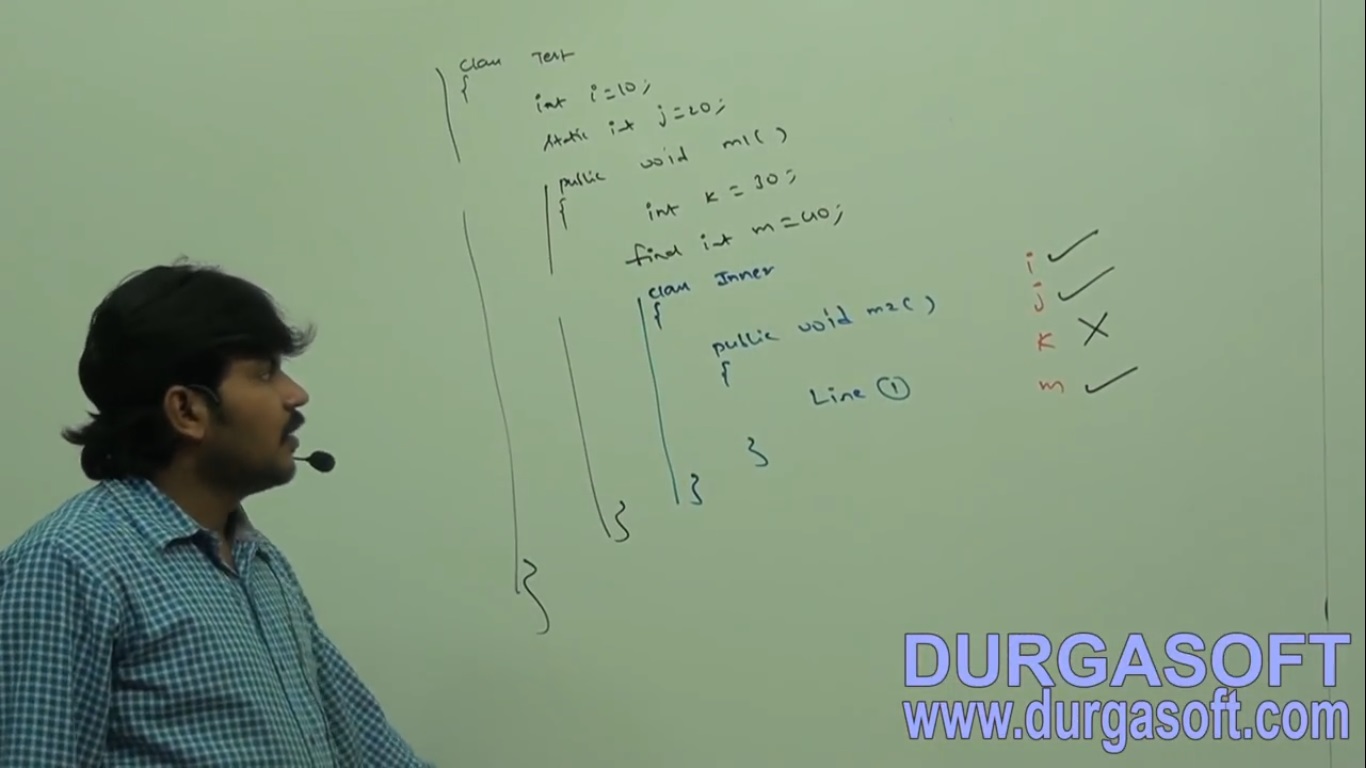 class Test
{
int i=10;
static int j=20;
public void m1( )
{
int k = 30;
final int m=40;
class Inner
{
public void m2( )
{
Line ①
}
}
}
}
i ✓
j ✓
k X
m ✓
DURGASOFT
www.durgasoft.com